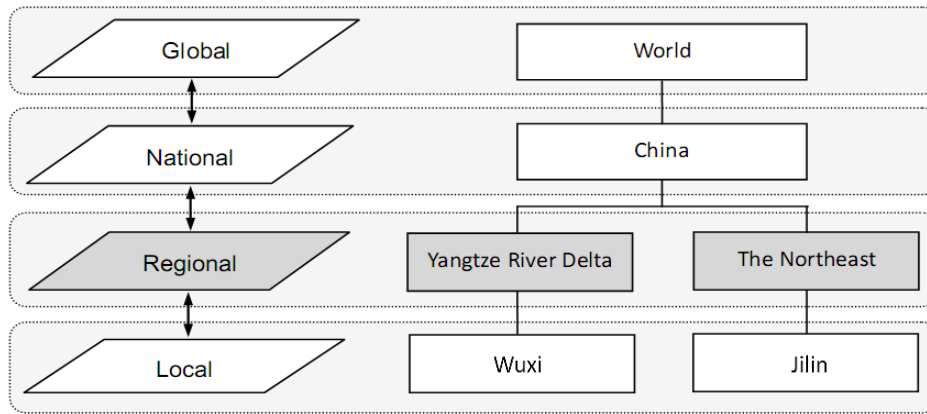 Global
World
National
China
Regional
Yangtze River Delta
The Northeast
Local
Wuxi
Jilin